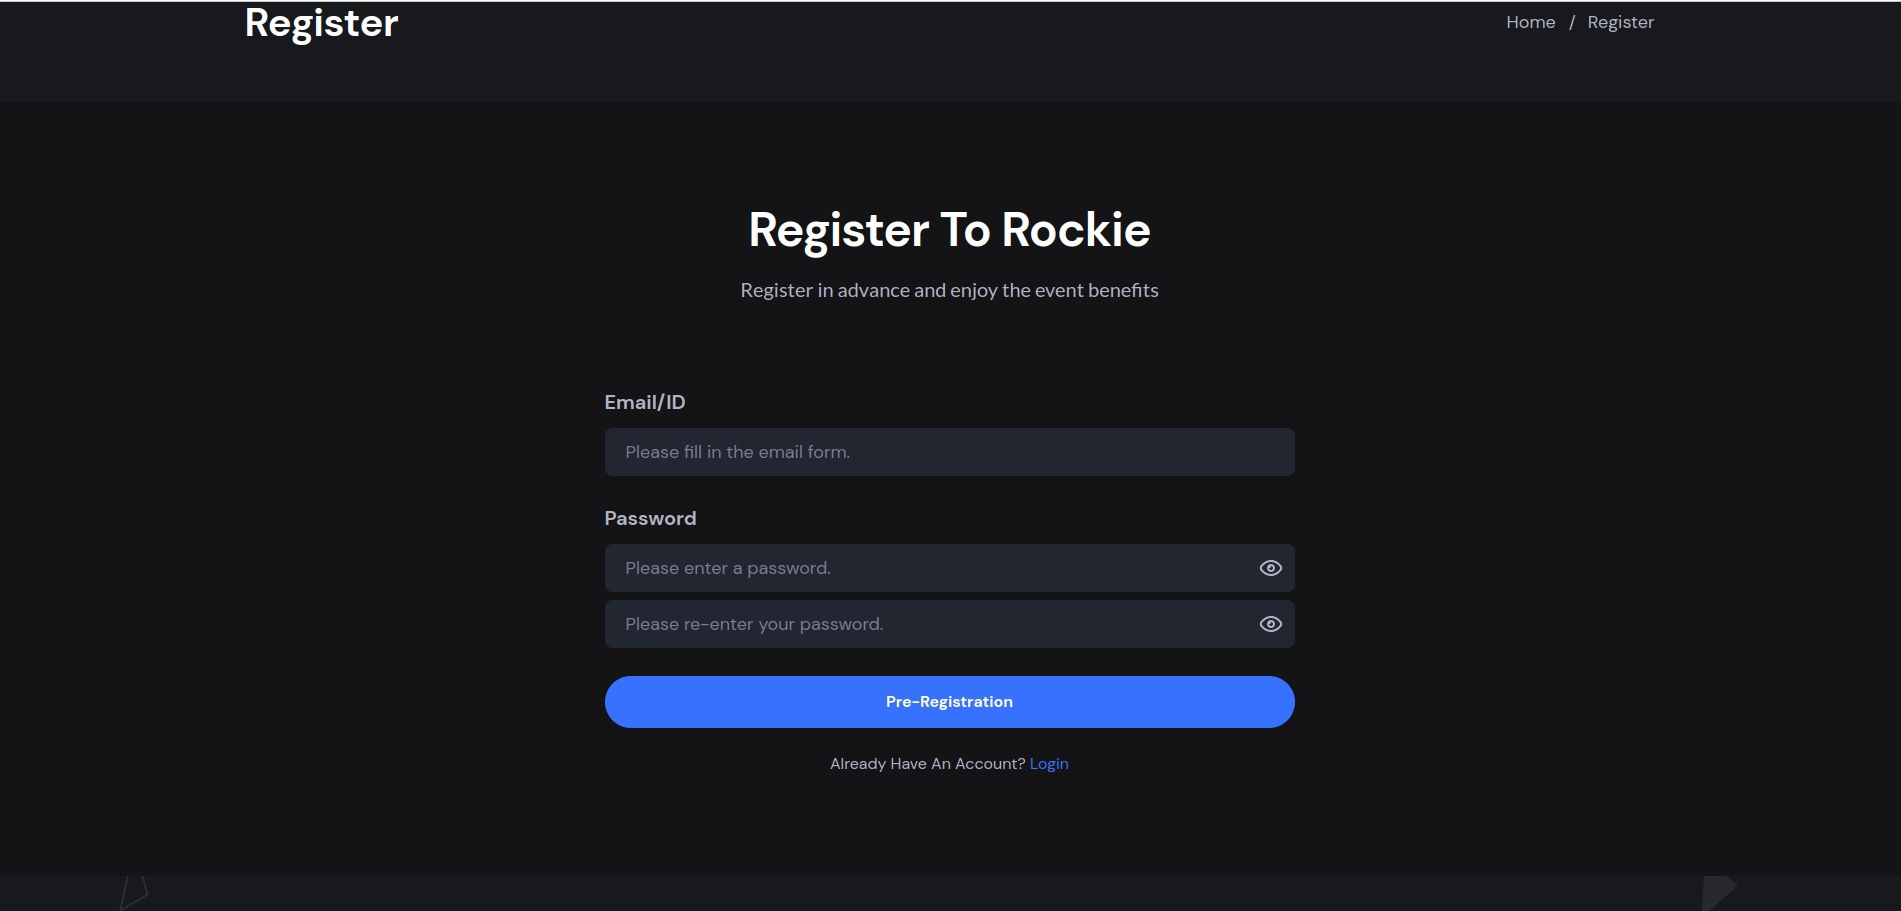 Register
Home / Register
Register To Rockie
Register in advance and enjoy the event benefits
Email/ID
Please fill in the email form.
Password
Please enter a password.
Please re-enter your password.
Pre-Registration
Already Have An Account? Login